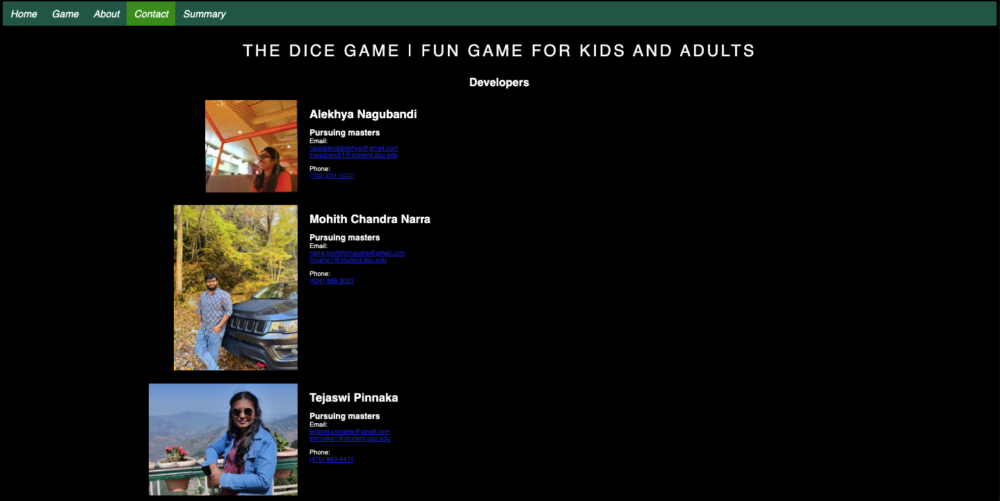 Home Game About Contact Summary
THE DICE GAME | FUN GAME FOR KIDS AND ADULTS
Developers
Alekhya Nagubandi
Pursuing masters
Email:
nagubandialekhya@gmail.com
lnagubandi1@student.gsu.edu
Phone:
(762) 231-5557
Mohith Chandra Narra
Pursuing masters
Email:
narra.mohithchandra@gmail.com
mnarra1@student.gsu.edu
Phone:
(404) 488-3031
Tejaswi Pinnaka
Pursuing masters
Email:
tejaswi.pinnaka@gmail.com
tpinnaka1@student.gsu.edu
Phone:
(470) 883-4471